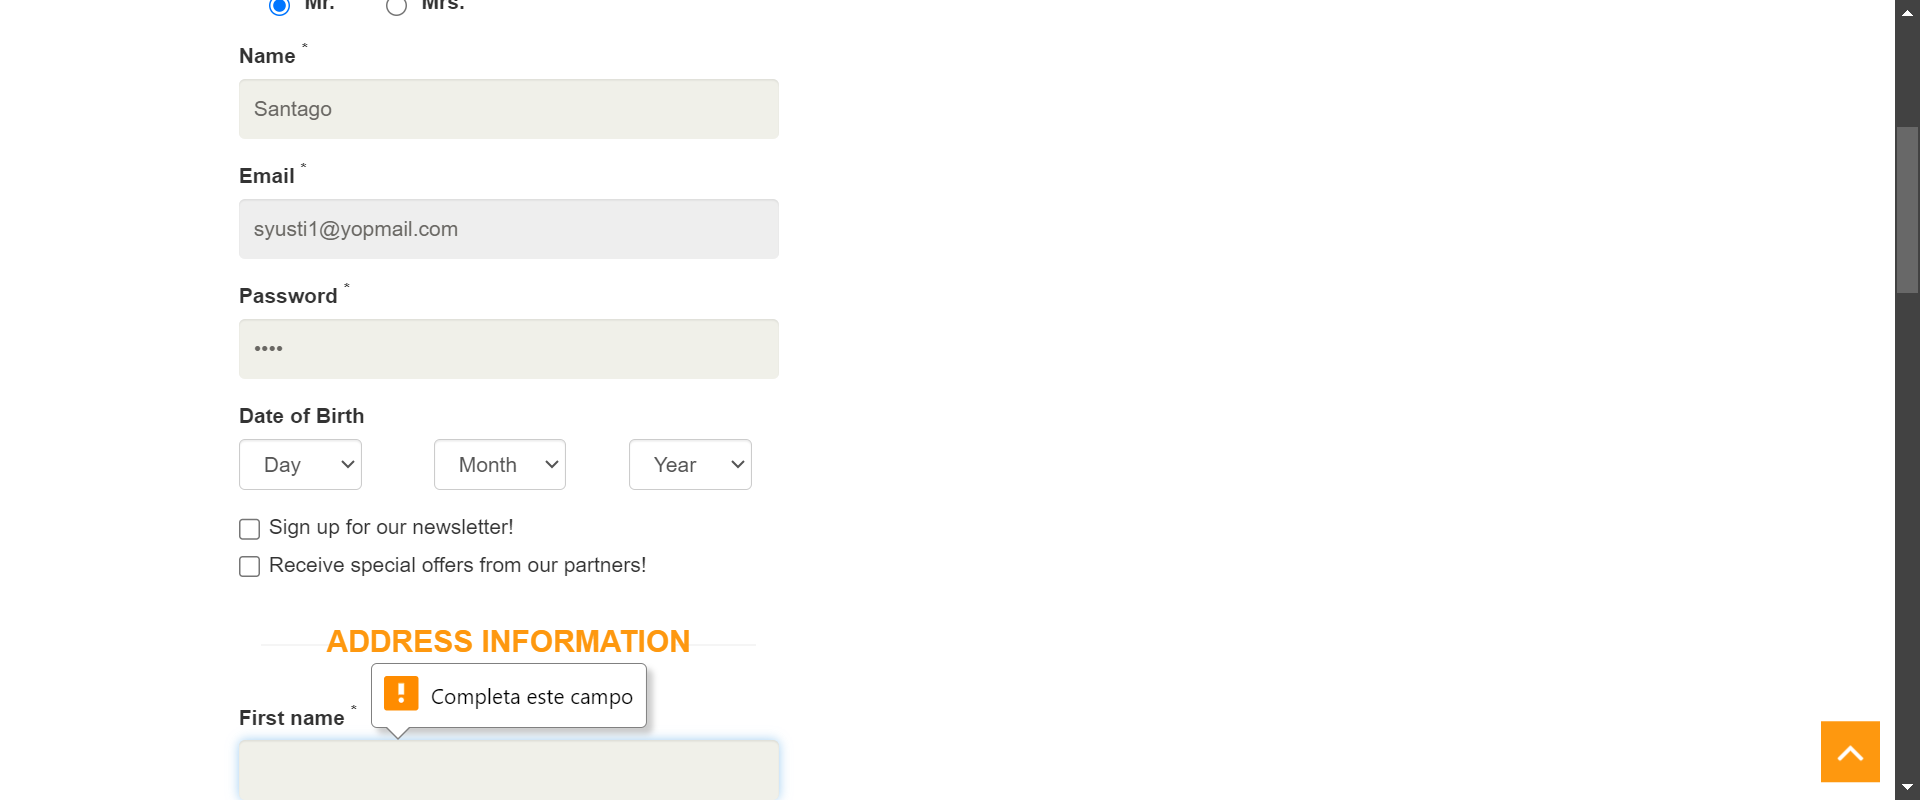 Mr. Mrs.
Name *
Santago
Email *
syusti1@yopmail.com
Password *
••••
Date of Birth
Day Month Year
Sign up for our newsletter!
Receive special offers from our partners!
ADDRESS INFORMATION
Completa este campo
First name *